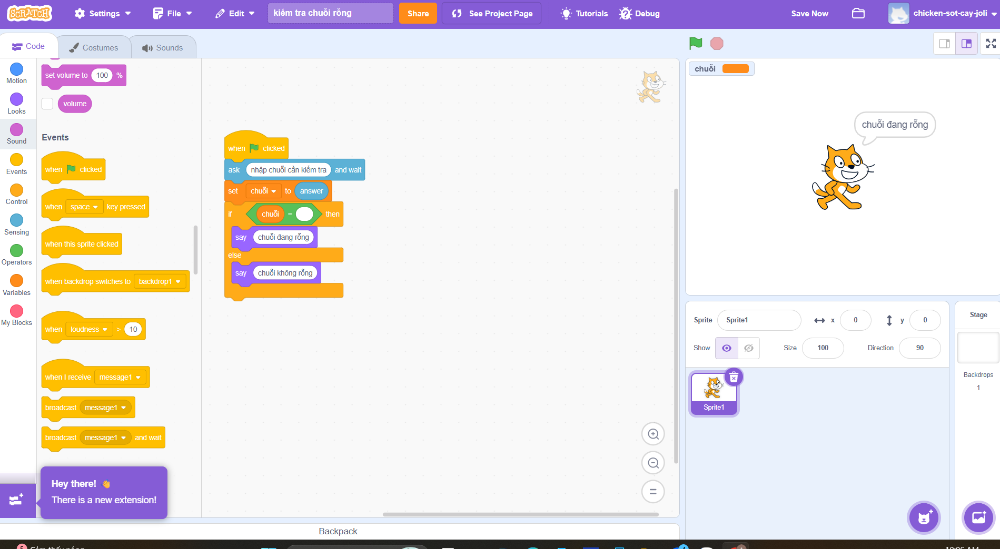 SCRATCH Settings File Edit kiểm tra chuỗi rỗng Share See Project Page Tutorials Debug Save Now chicken-sot-cay-joli
Code Costumes Sounds
Motion
Looks
Sound
Events
Control
Sensing
Operators
Variables
My Blocks
set volume to 100 %
volume
Events
when clicked
when space key pressed
when this sprite clicked
when backdrop switches to backdrop1
when loudness > 10
when I receive message1
broadcast message1
broadcast message1 and wait
Hey there!
There is a new extension!
when clicked
ask nhập chuỗi cần kiểm tra and wait
set chuỗi to answer
if chuỗi = then
say chuỗi đang rỗng
else
say chuỗi không rỗng
Backpack
chuỗi
chuỗi đang rỗng
Sprite Sprite1 x 0 y 0
Show Size 100 Direction 90
Sprite1
Stage
Backdrops
1